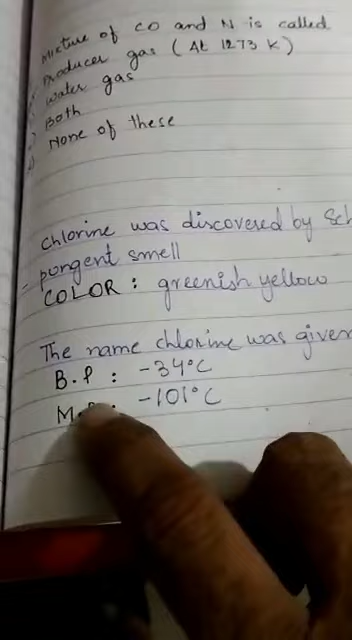 Mixture of CO and N is called
Producer gas (At 1273 K)
water gas
Both
None of these
chlorine was discovered by Sch
= pungent smell
COLOR : greenish yellow
The name chlorine was given
B.P : -34°C
M.P : -101°C